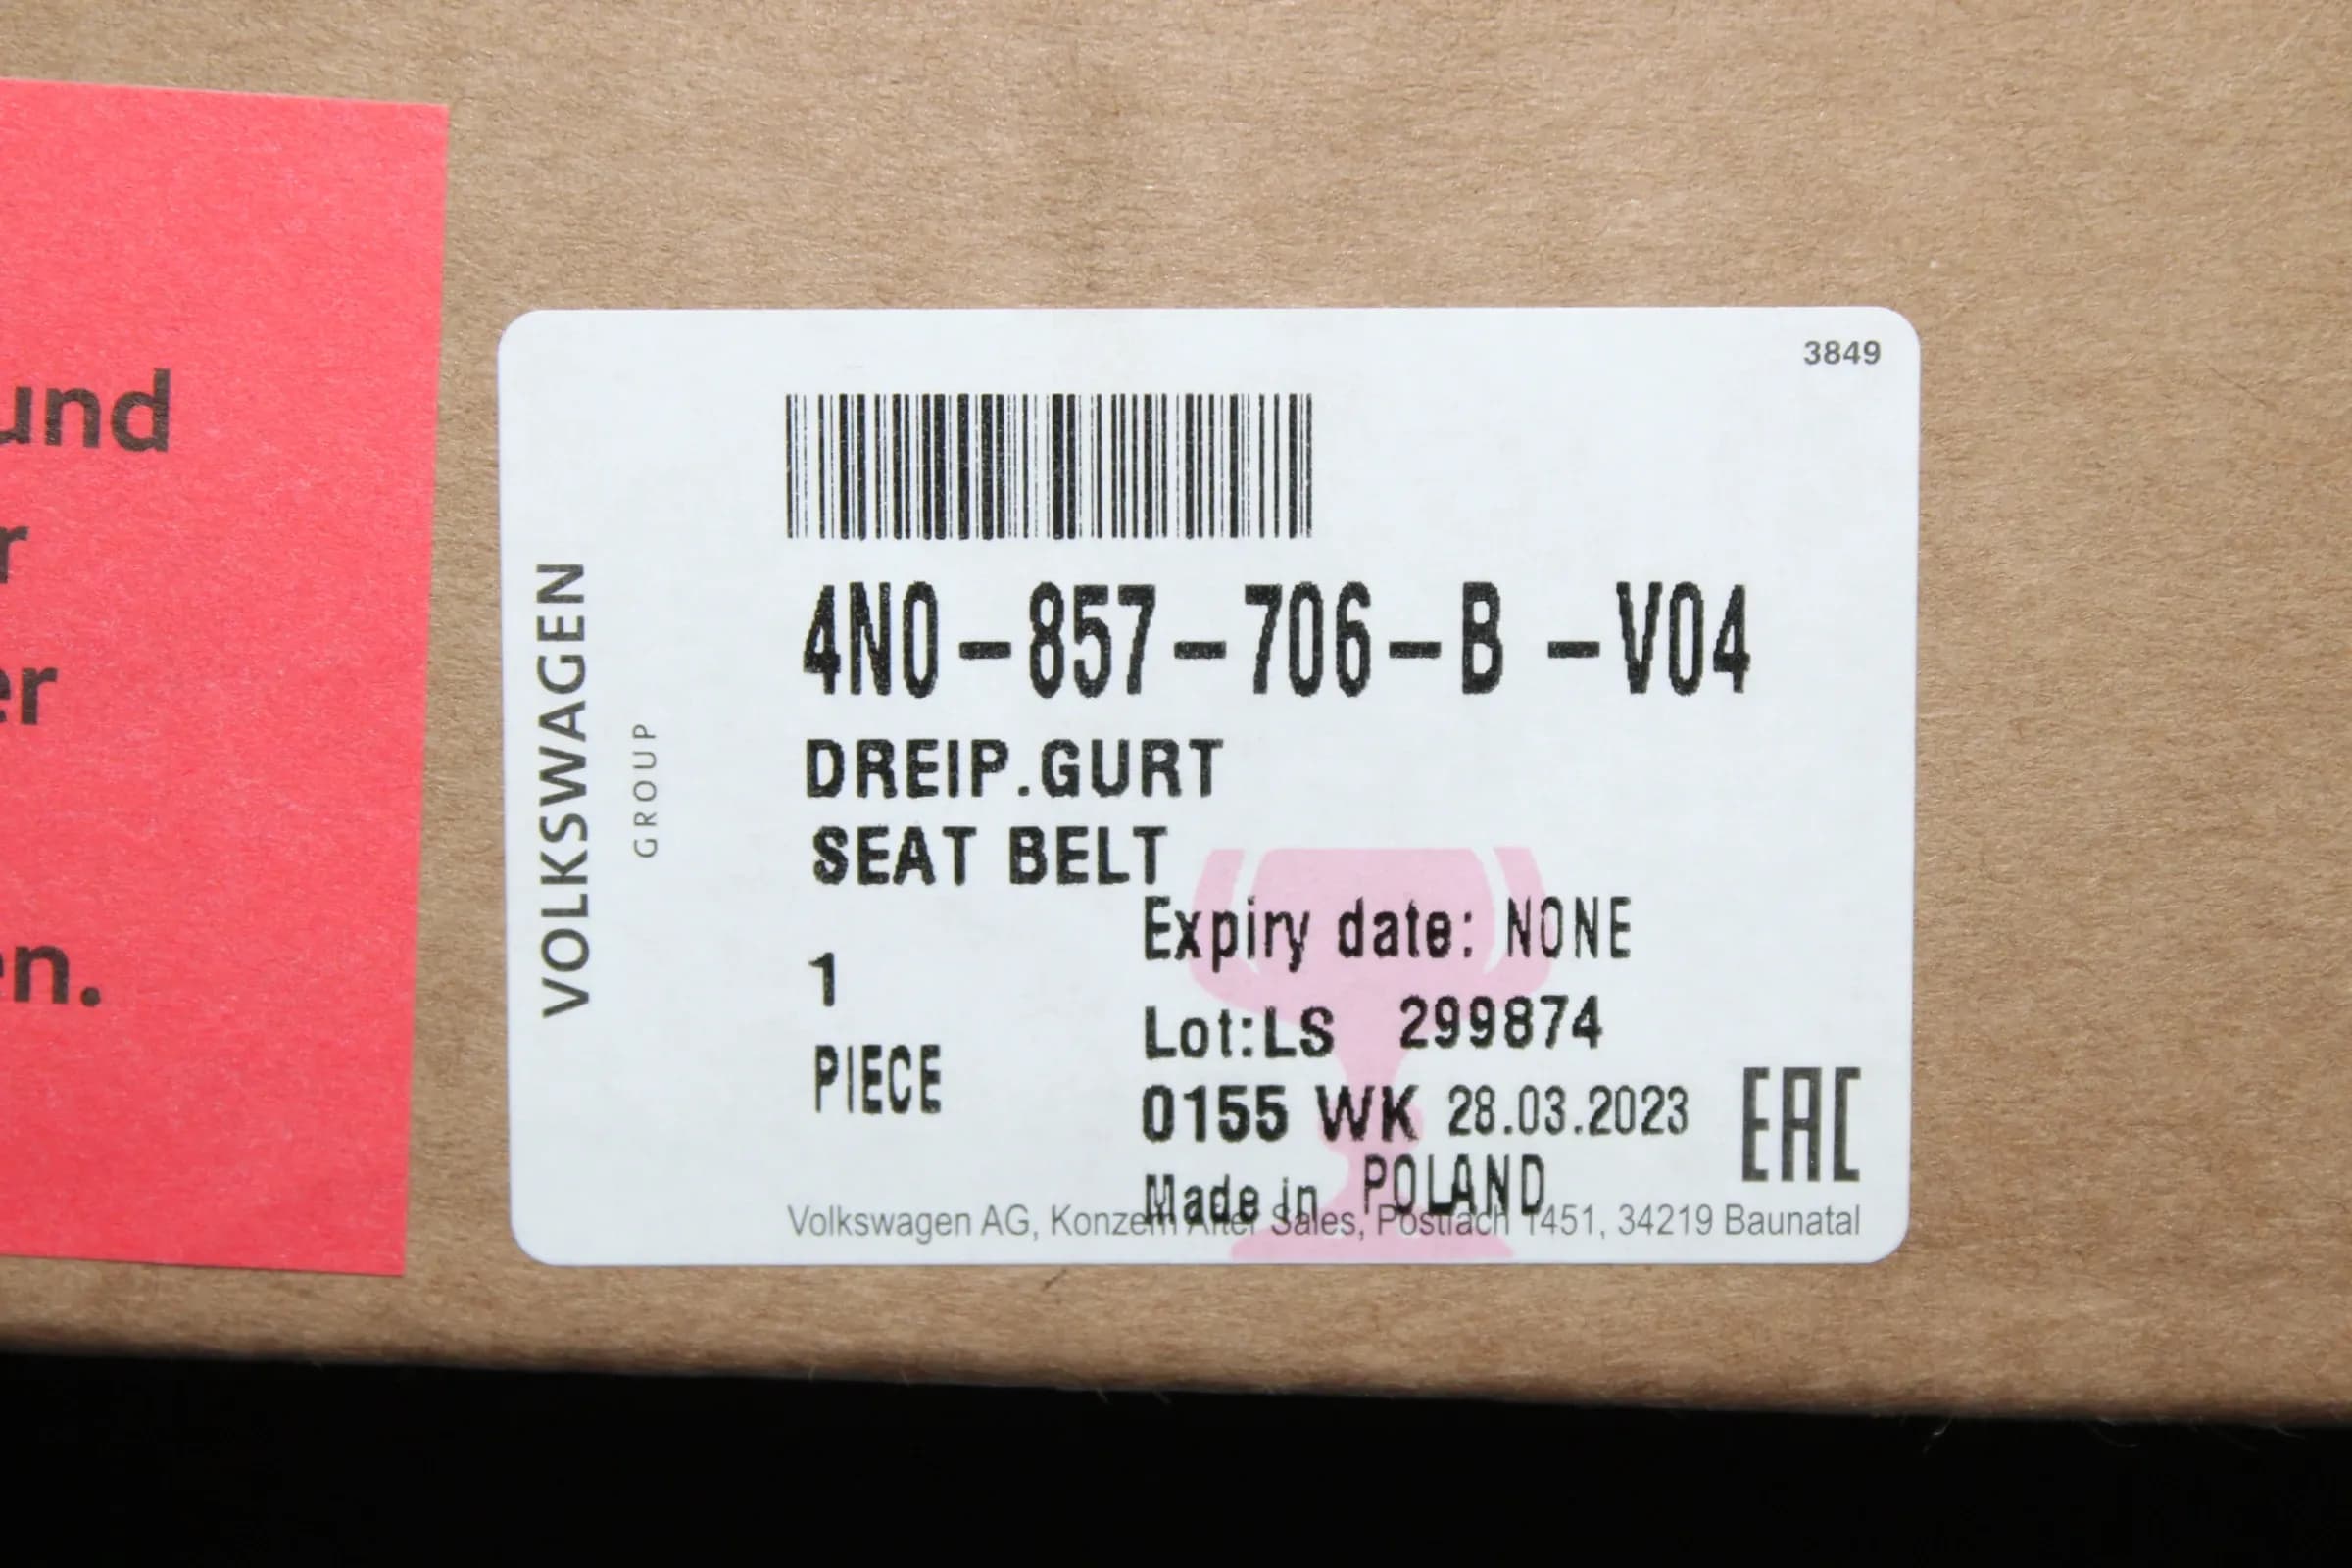 und
r
er
en.
3849
VOLKSWAGEN
GROUP
4N0-857-706-B -V04
DREIP.GURT
SEAT BELT
1
PIECE
Expiry date: NONE
Lot:LS 299874
0155 WK 28.03.2023
Made in POLAND
EAC
Volkswagen AG, Konzern After Sales, Postfach 1451, 34219 Baunatal